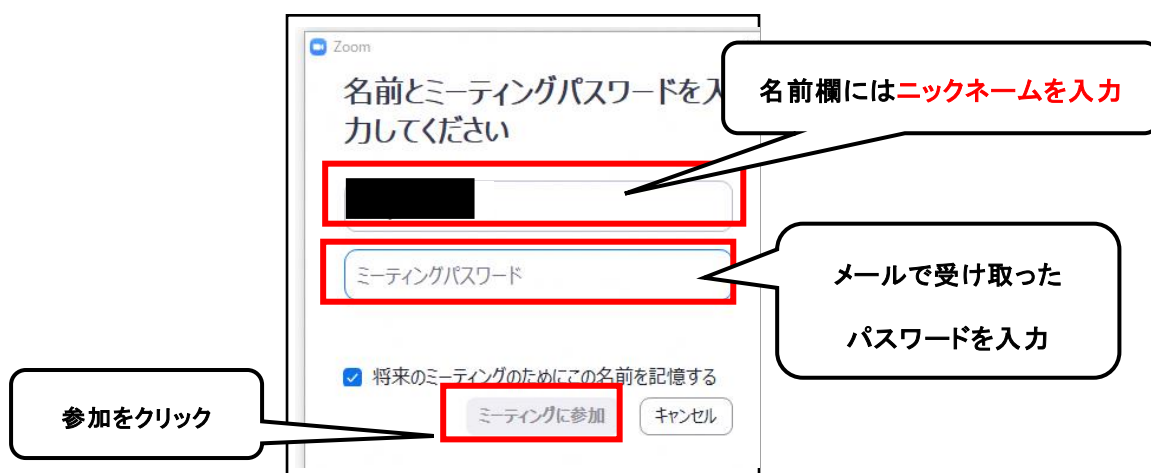 Zoom
名前とミーティングパスワードを入
力してください
名前欄にはニックネームを入力
ミーティングパスワード
メールで受け取った
パスワードを入力
将来のミーティングのためにこの名前を記憶する
参加をクリック
ミーティングに参加
キャンセル